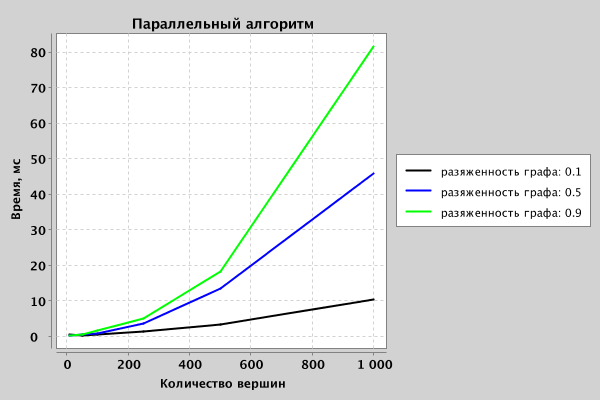 Параллельный алгоритм
Время, мс
80
70
60
50
40
30
20
10
0
0 200 400 600 800 1 000
Количество вершин
разяженность графа: 0.1
разяженность графа: 0.5
разяженность графа: 0.9